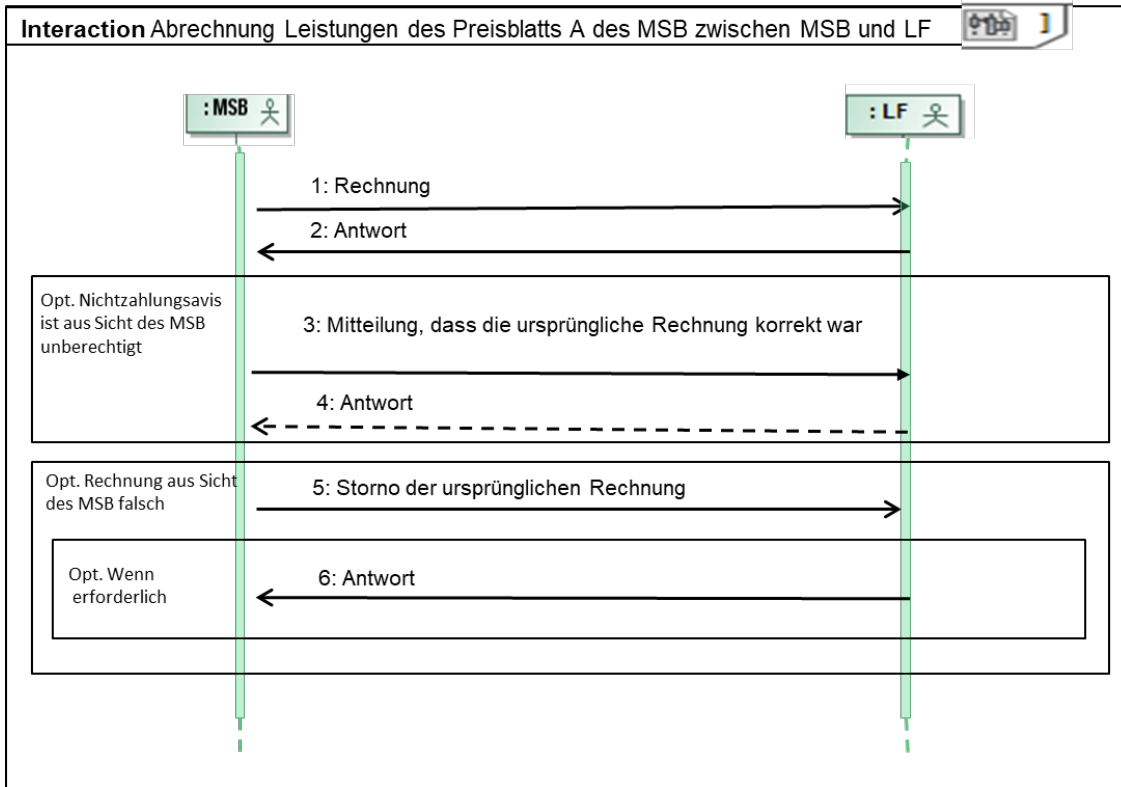 Interaction Abrechnung Leistungen des Preisblatts A des MSB zwischen MSB und LF
: MSB
: LF
1: Rechnung
2: Antwort
Opt. Nichtzahlungsavis
ist aus Sicht des MSB
unberechtigt
3: Mitteilung, dass die ursprüngliche Rechnung korrekt war
4: Antwort
Opt. Rechnung aus Sicht
des MSB falsch
5: Storno der ursprünglichen Rechnung
Opt. Wenn
erforderlich
6: Antwort